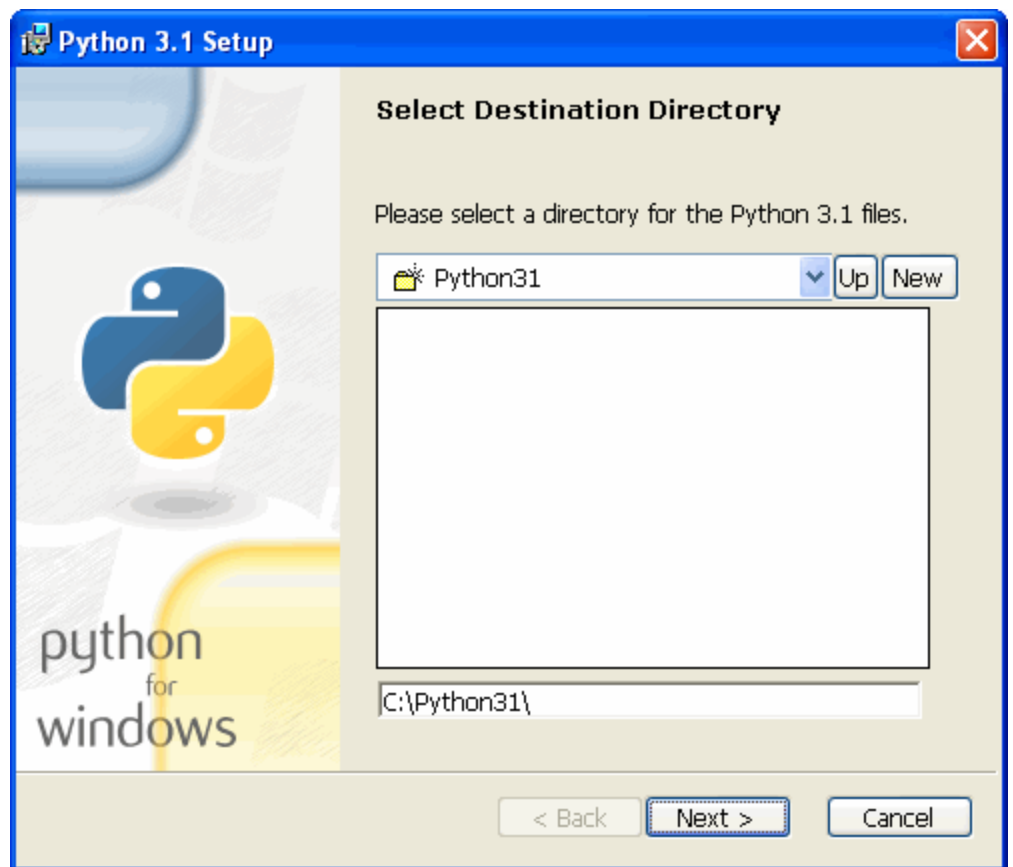 Python 3.1 Setup
Select Destination Directory
Please select a directory for the Python 3.1 files.
Python31
Up
New
C:\Python31\
python
for
windows
< Back
Next >
Cancel